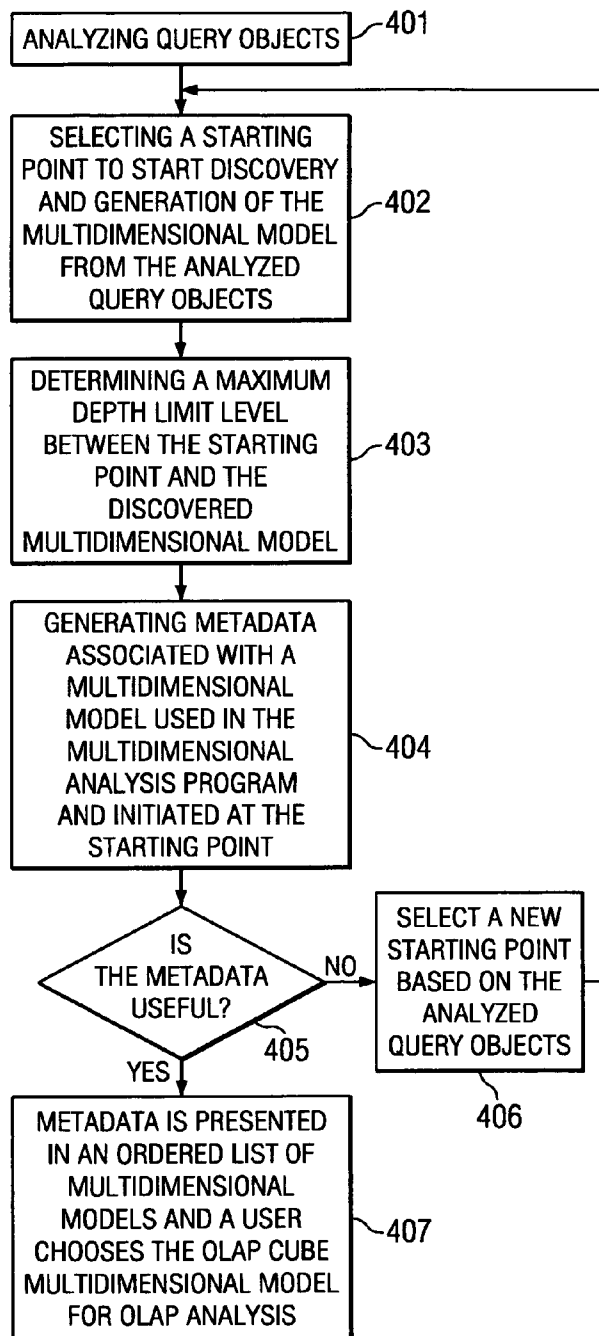 ANALYZING QUERY OBJECTS
401
SELECTING A STARTING
POINT TO START DISCOVERY
AND GENERATION OF THE
MULTIDIMENSIONAL MODEL
FROM THE ANALYZED
QUERY OBJECTS
402
DETERMINING A MAXIMUM
DEPTH LIMIT LEVEL
BETWEEN THE STARTING
POINT AND THE
DISCOVERED
MULTIDIMENSIONAL MODEL
403
GENERATING METADATA
ASSOCIATED WITH A
MULTIDIMENSIONAL
MODEL USED IN THE
MULTIDIMENSIONAL
ANALYSIS PROGRAM
AND INITIATED AT THE
STARTING POINT
404
IS
THE METADATA
USEFUL?
405
NO
SELECT A NEW
STARTING POINT
BASED ON THE
ANALYZED
QUERY OBJECTS
406
YES
METADATA IS PRESENTED
IN AN ORDERED LIST OF
MULTIDIMENSIONAL
MODELS AND A USER
CHOOSES THE OLAP CUBE
MULTIDIMENSIONAL MODEL
FOR OLAP ANALYSIS
407